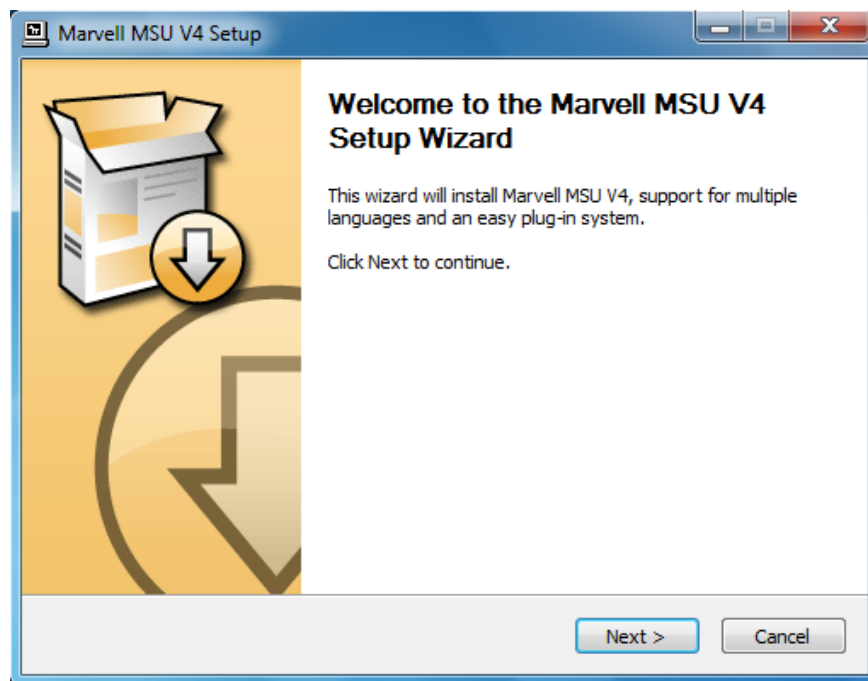 Marvell MSU V4 Setup
Welcome to the Marvell MSU V4
Setup Wizard
This wizard will install Marvell MSU V4, support for multiple
languages and an easy plug-in system.
Click Next to continue.
Next >
Cancel